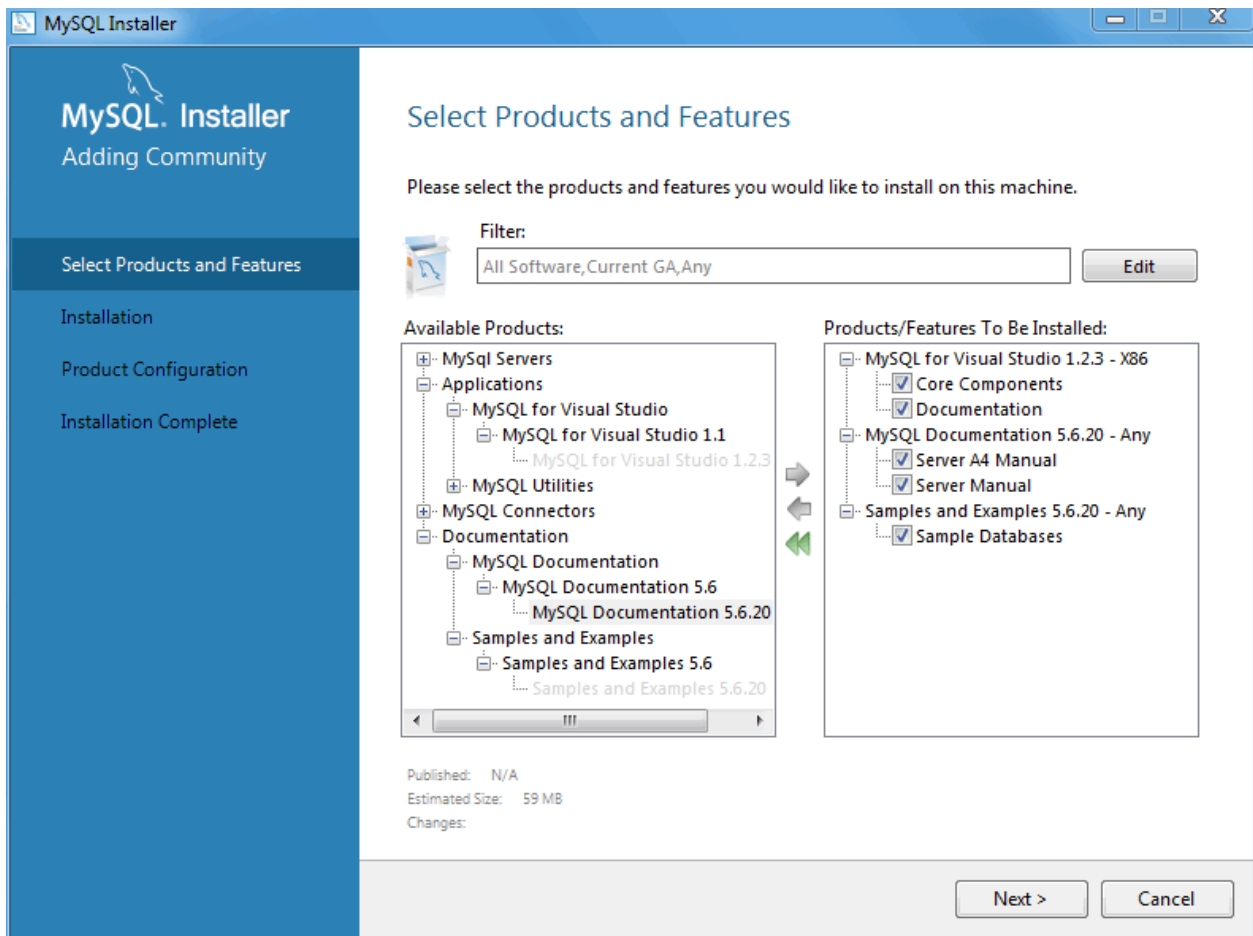 MySQL Installer
MySQL. Installer
Adding Community
Select Products and Features
Installation
Product Configuration
Installation Complete
Select Products and Features
Please select the products and features you would like to install on this machine.
Filter:
All Software,Current GA,Any
Edit
Available Products:
MySql Servers
Applications
MySQL for Visual Studio
MySQL for Visual Studio 1.1
MySQL for Visual Studio 1.2.3
MySQL Utilities
MySQL Connectors
Documentation
MySQL Documentation
MySQL Documentation 5.6
MySQL Documentation 5.6.20
Samples and Examples
Samples and Examples 5.6
Samples and Examples 5.6.20
Products/Features To Be Installed:
MySQL for Visual Studio 1.2.3 - X86
Core Components
Documentation
MySQL Documentation 5.6.20 - Any
Server A4 Manual
Server Manual
Samples and Examples 5.6.20 - Any
Sample Databases
Published: N/A
Estimated Size: 59 MB
Changes:
Next >
Cancel